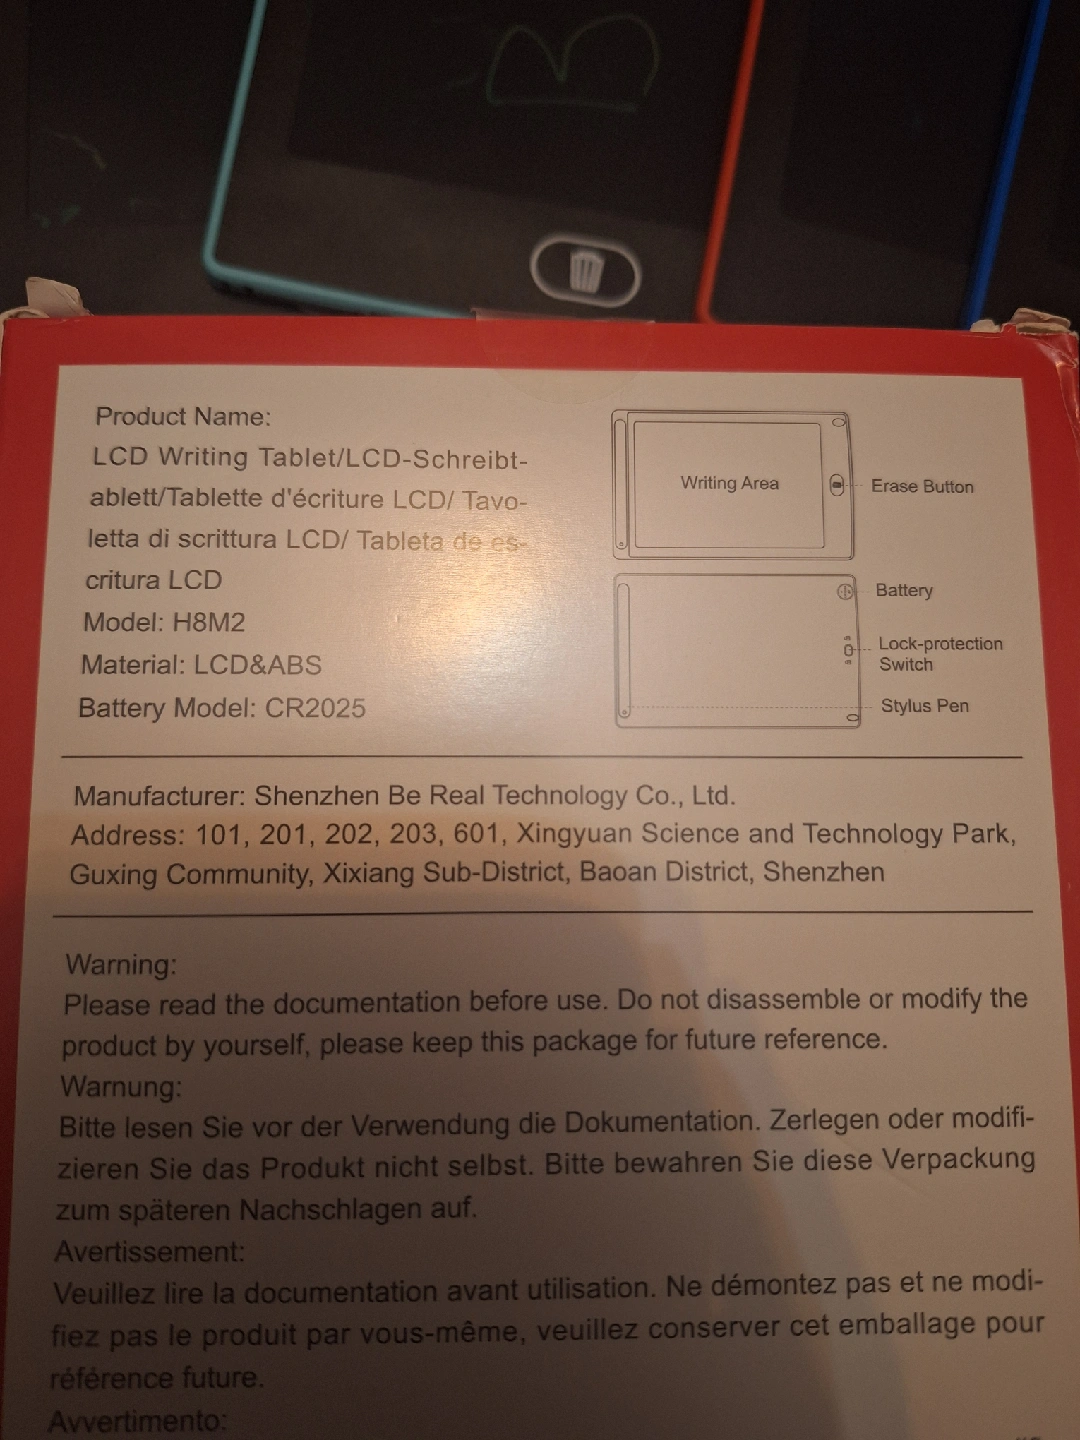 B
Product Name:
LCD Writing Tablet/LCD-Schreibt-
ablett/Tablette d'écriture LCD/ Tavo-
letta di scrittura LCD/ Tableta de es-
critura LCD
Model: H8M2
Material: LCD&ABS
Battery Model: CR2025
Writing Area
Erase Button
Battery
Lock-protection
Switch
Stylus Pen
Manufacturer: Shenzhen Be Real Technology Co., Ltd.
Address: 101, 201, 202, 203, 601, Xingyuan Science and Technology Park,
Guxing Community, Xixiang Sub-District, Baoan District, Shenzhen
Warning:
Please read the documentation before use. Do not disassemble or modify the
product by yourself, please keep this package for future reference.
Warnung:
Bitte lesen Sie vor der Verwendung die Dokumentation. Zerlegen oder modifi-
zieren Sie das Produkt nicht selbst. Bitte bewahren Sie diese Verpackung
zum späteren Nachschlagen auf.
Avertissement:
Veuillez lire la documentation avant utilisation. Ne démontez pas et ne modi-
fiez pas le produit par vous-même, veuillez conserver cet emballage pour
référence future.
Avvertimento: